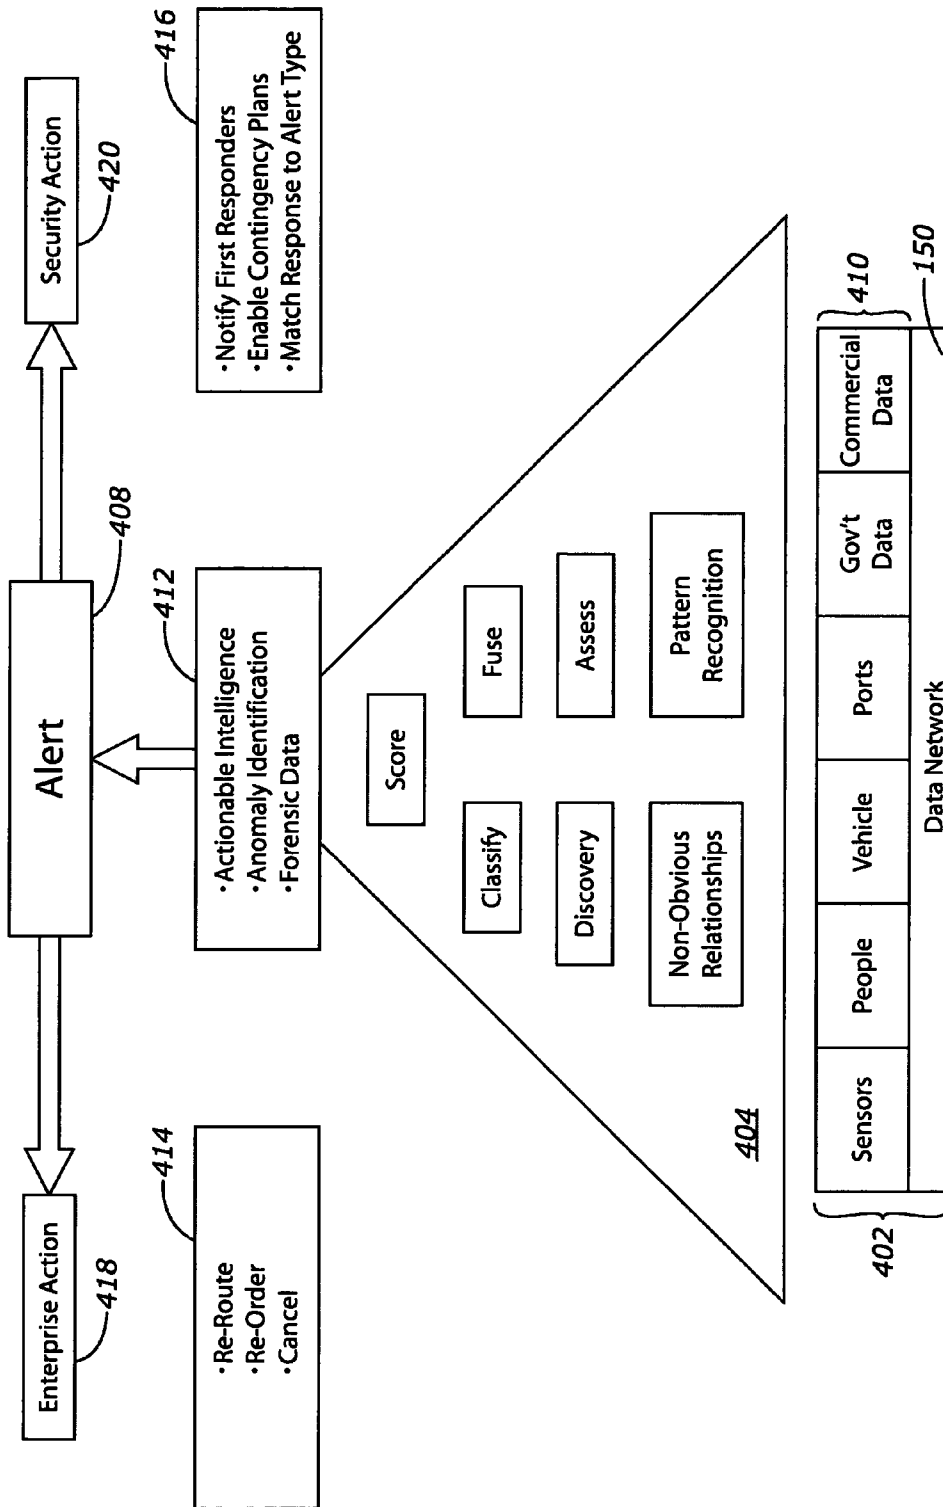 Alert
408
Enterprise Action
418
Security Action
420
414
• Re-Route
• Re-Order
• Cancel
412
• Actionable Intelligence
• Anomaly Identification
• Forensic Data
416
• Notify First Responders
• Enable Contingency Plans
• Match Response to Alert Type
Score
Classify
Fuse
Discovery
Assess
Non-Obvious
Relationships
Pattern
Recognition
404
402
Sensors
People
Vehicle
Ports
Gov't
Data
Commercial
Data
410
Data Network
150